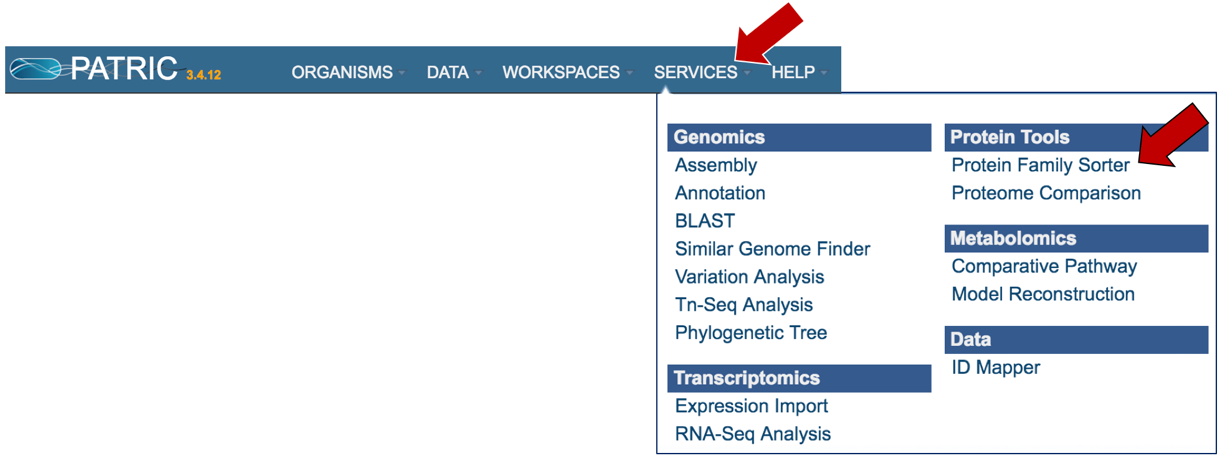 PATRIC 3.4.12 ORGANISMS DATA WORKSPACES SERVICES HELP
Genomics
Assembly
Annotation
BLAST
Similar Genome Finder
Variation Analysis
Tn-Seq Analysis
Phylogenetic Tree
Transcriptomics
Expression Import
RNA-Seq Analysis
Protein Tools
Protein Family Sorter
Proteome Comparison
Metabolomics
Comparative Pathway
Model Reconstruction
Data
ID Mapper